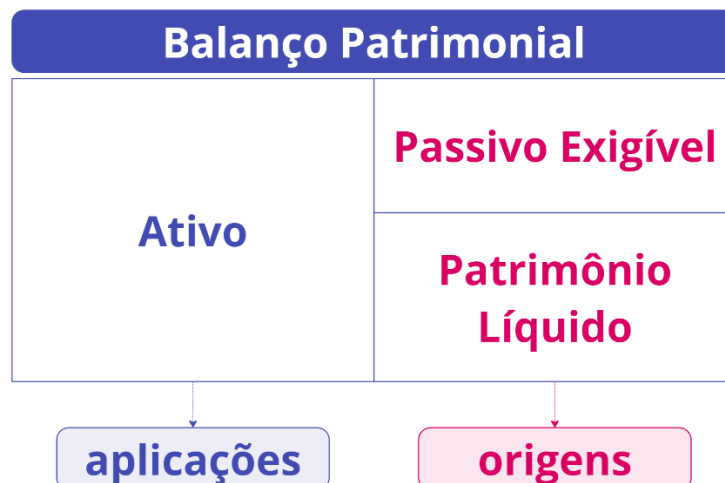 Balanço Patrimonial
Ativo
Passivo Exigível
Patrimônio
Líquido
aplicações
origens